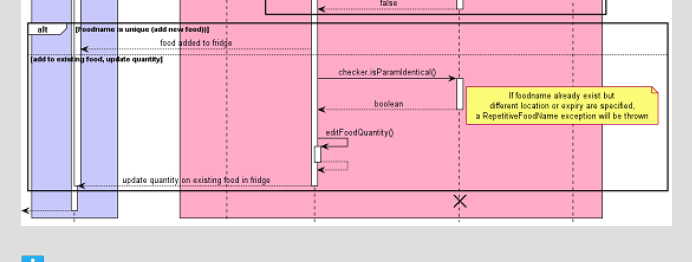 false
alt
[foodname is unique (add new food))]
food added to fridge
[add to existing food, update quantity]
checker.isParamIdentical()
If foodname already exist but
different location or expiry are specified,
a RepetitiveFoodName exception will be thrown
boolean
editFoodQuantity()
update quantity on existing food in fridge